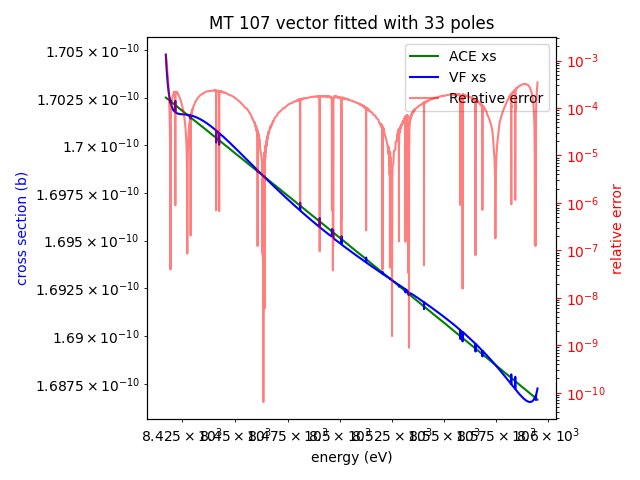 MT 107 vector fitted with 33 poles
1.705 × 10⁻¹⁰
1.7025 × 10⁻¹⁰
1.7 × 10⁻¹⁰
1.6975 × 10⁻¹⁰
1.695 × 10⁻¹⁰
1.6925 × 10⁻¹⁰
1.69 × 10⁻¹⁰
1.6875 × 10⁻¹⁰
cross section (b)
ACE xs
VF xs
Relative error
10⁻³
10⁻⁴
10⁻⁵
10⁻⁶
10⁻⁷
10⁻⁸
10⁻⁹
10⁻¹⁰
relative error
8.425 × 10³
energy (eV)